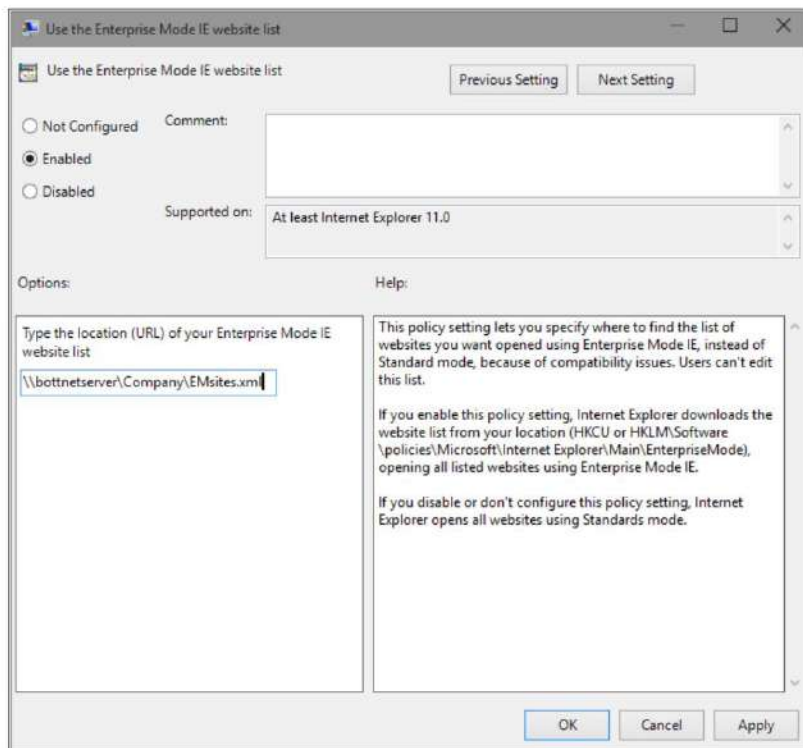 Use the Enterprise Mode IE website list
Use the Enterprise Mode IE website list
Previous Setting
Next Setting
Not Configured
Comment:
Enabled
Disabled
Supported on:
At least Internet Explorer 11.0
Options:
Help:
Type the location (URL) of your Enterprise Mode IE
website list
\\bottnetserver\Company\EMsites.xml
This policy setting lets you specify where to find the list of
websites you want opened using Enterprise Mode IE, instead of
Standard mode, because of compatibility issues. Users can't edit
this list.
If you enable this policy setting, Internet Explorer downloads the
website list from your location (HKCU or HKLM\Software
\policies\Microsoft\Internet Explorer\Main\EnterpriseMode),
opening all listed websites using Enterprise Mode IE.
If you disable or don't configure this policy setting, Internet
Explorer opens all websites using Standards mode.
OK
Cancel
Apply